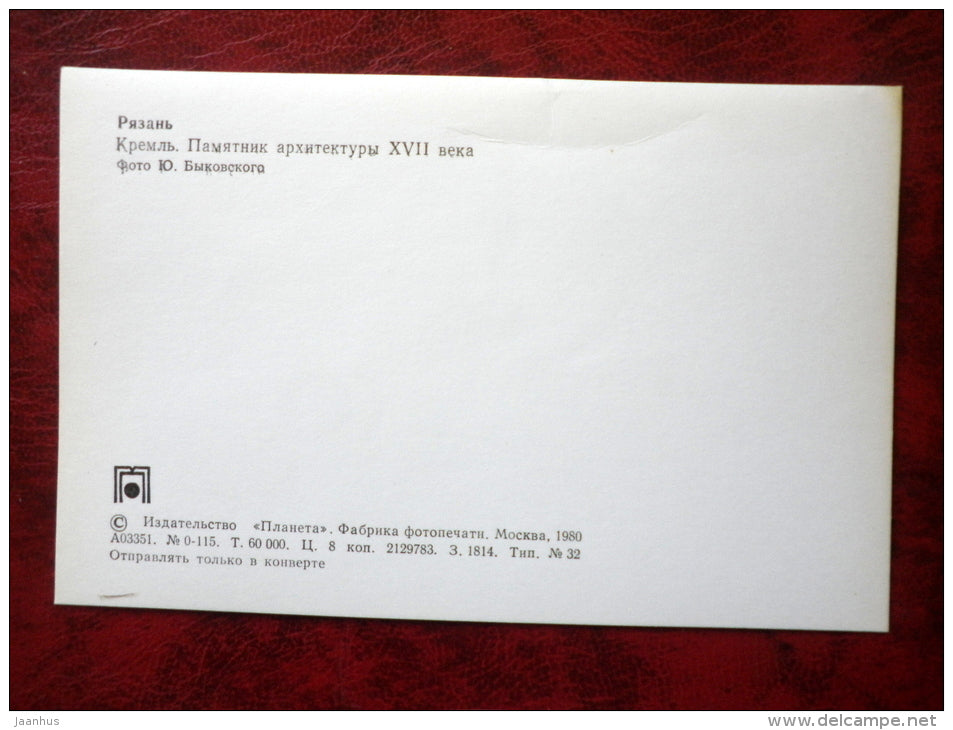 Рязань
Кремль. Памятник архитектуры XVII века
Фото Ю. Быковского
© Издательство «Планета». Фабрика фотопечати. Москва, 1980
А03351. № 0-115. Т. 60 000. Ц. 8 коп. 2129783. З. 1814. Тип. № 32
Отправлять только в конверте
jaanhus
www.delcampe.net